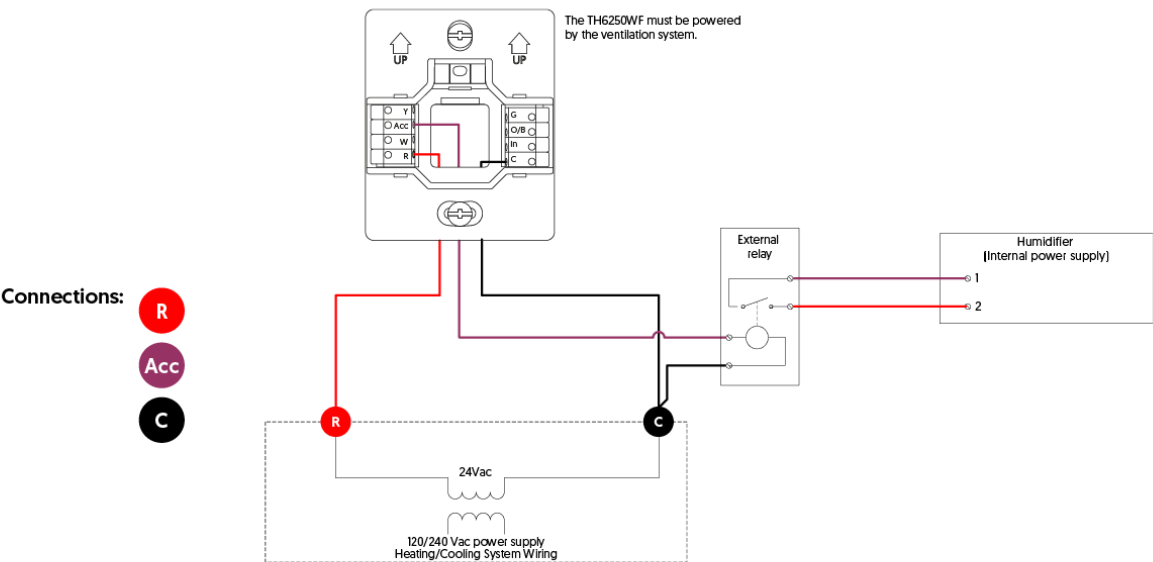 The TH6250WF must be powered
by the ventilation system.
UP
UP
Y
Acc
W
R
G
O/B
In
C
External
relay
Humidifier
(Internal power supply)
1
2
Connections:
R
Acc
C
R
C
24Vac
120/240 Vac power supply
Heating/Cooling System Wiring